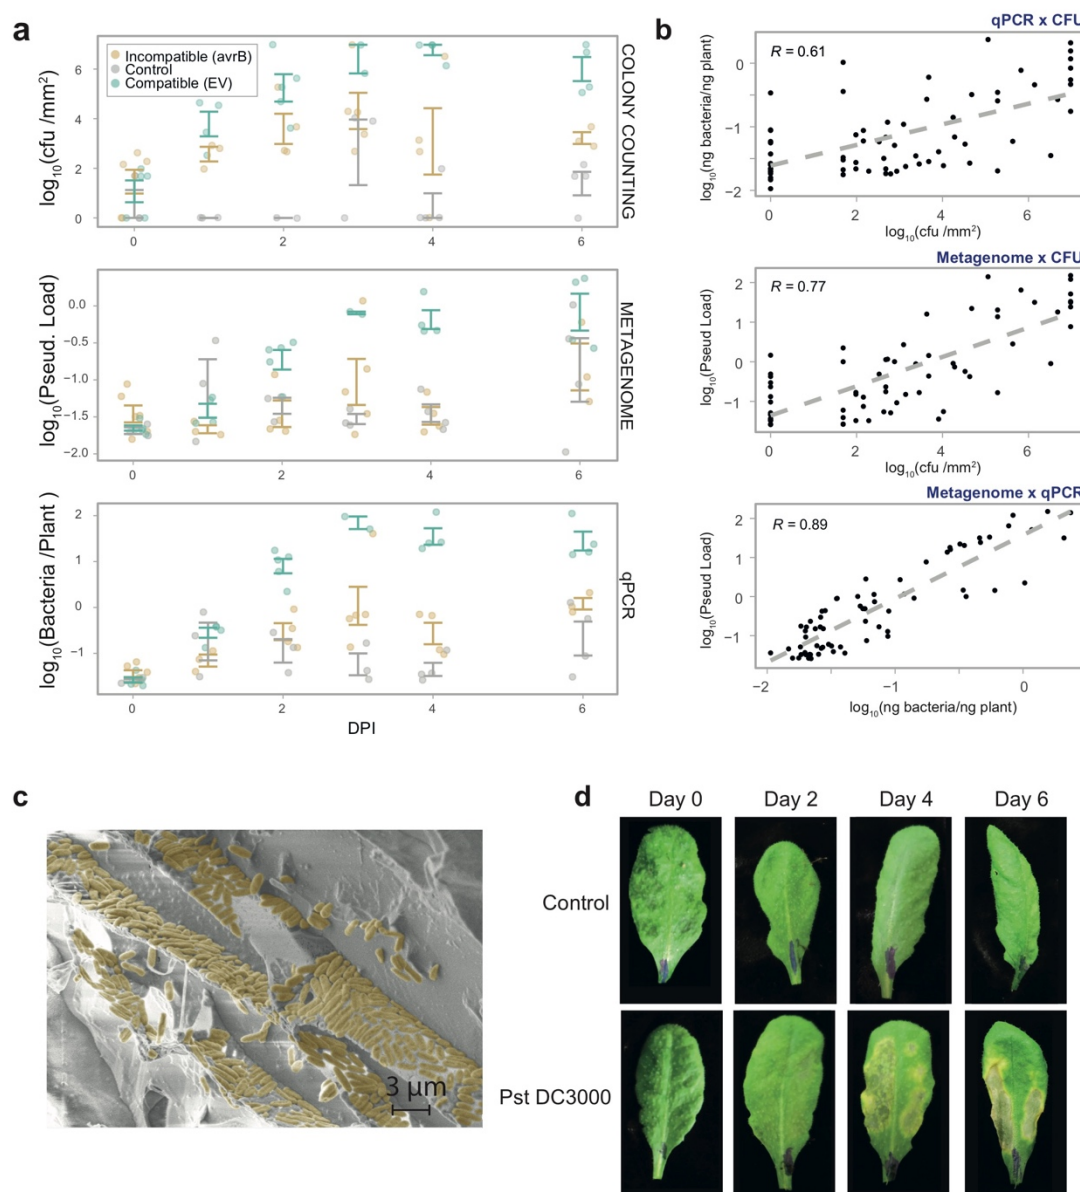 a
Incompatible (avrB)
Control
Compatible (EV)
log10(cfu /mm²)
6
4
2
0
0
2
4
6
COLONY COUNTING
log10(Pseud. Load)
0.0
−0.5
−1.0
−1.5
−2.0
0
2
4
6
METAGENOME
log10(Bacteria /Plant )
2
1
0
−1
0
2
4
6
DPI
qPCR
b
qPCR x CFU
R = 0.61
log10(ng bacteria/ng plant)
0
−1
−2
0
2
4
6
log10(cfu /mm²)
Metagenome x CFU
R = 0.77
log10(Pseud Load)
2
1
0
−1
0
2
4
6
log10(cfu /mm²)
Metagenome x qPCR
R = 0.89
log10(Pseud Load)
2
1
0
−1
−2
−1
0
log10(ng bacteria/ng plant)
c
3 µm
d
Day 0
Day 2
Day 4
Day 6
Control
Pst DC3000